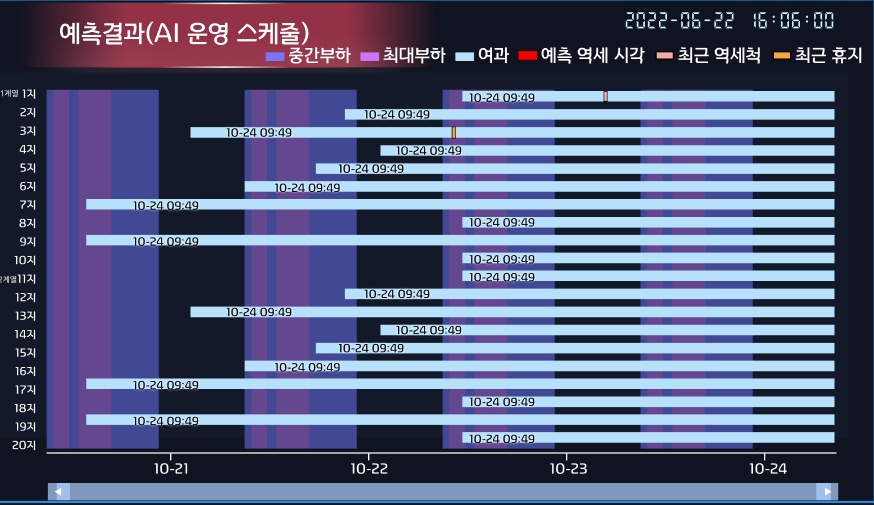 예측결과(AI 운영 스케줄)
2022-06-22 16:06:00
중간부하 최대부하 여과 예측 역세 시각 최근 역세척 최근 휴지
1계열 1지 10-24 09:49
2지 10-24 09:49
3지 10-24 09:49
4지 10-24 09:49
5지 10-24 09:49
6지 10-24 09:49
7지 10-24 09:49
8지 10-24 09:49
9지 10-24 09:49
10지 10-24 09:49
2계열 11지 10-24 09:49
12지 10-24 09:49
13지 10-24 09:49
14지 10-24 09:49
15지 10-24 09:49
16지 10-24 09:49
17지 10-24 09:49
18지 10-24 09:49
19지 10-24 09:49
20지 10-24 09:49
10-21 10-22 10-23 10-24